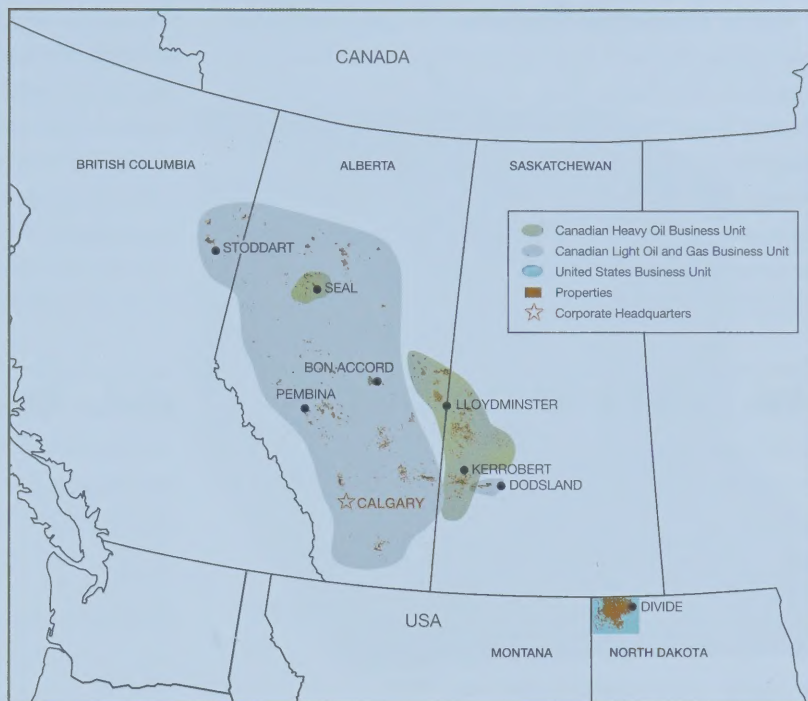 CANADA
BRITISH COLUMBIA
ALBERTA
SASKATCHEWAN
Canadian Heavy Oil Business Unit
Canadian Light Oil and Gas Business Unit
United States Business Unit
Properties
Corporate Headquarters
STODDART
SEAL
BON ACCORD
PEMBINA
LLOYDMINSTER
KERROBERT
DODSLAND
CALGARY
USA
DIVIDE
MONTANA
NORTH DAKOTA